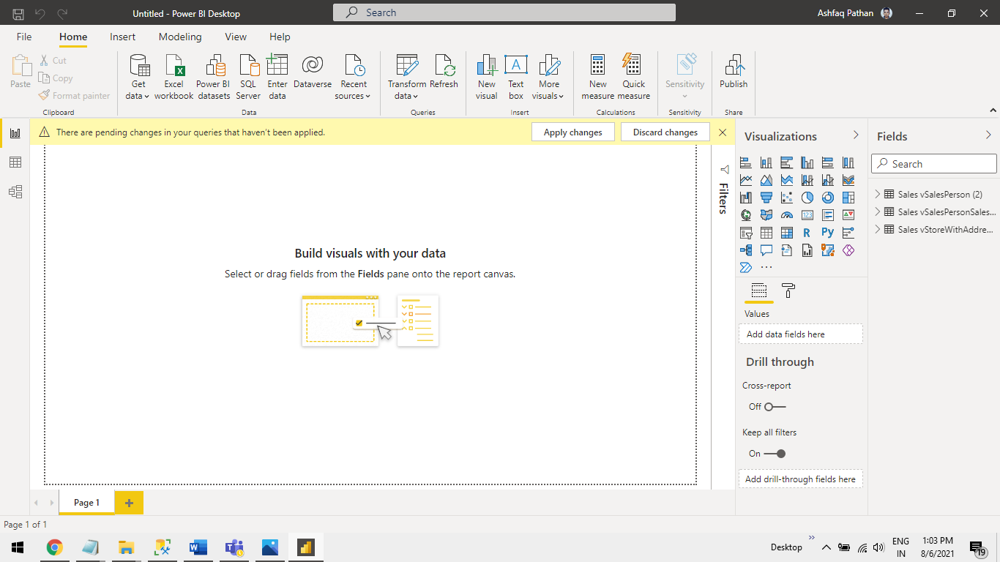 Untitled - Power BI Desktop
Search
Ashfaq Pathan
File Home Insert Modeling View Help
Paste
Cut
Copy
Format painter
Clipboard
Get data
Excel workbook
Power BI datasets
SQL Server
Enter data
Dataverse
Recent sources
Data
Transform data
Refresh
Queries
New visual
Text box
More visuals
Insert
New measure
Quick measure
Calculations
Sensitivity
Sensitivity
Publish
Share
There are pending changes in your queries that haven't been applied.
Apply changes
Discard changes
Build visuals with your data
Select or drag fields from the Fields pane onto the report canvas.
Filters
Visualizations
R
Py
Values
Add data fields here
Drill through
Cross-report
Off
Keep all filters
On
Add drill-through fields here
Fields
Search
Sales vSalesPerson (2)
Sales vSalesPersonSales...
Sales vStoreWithAddre...
Page 1
Page 1 of 1
Desktop
ENG
IN
1:03 PM
8/6/2021
19